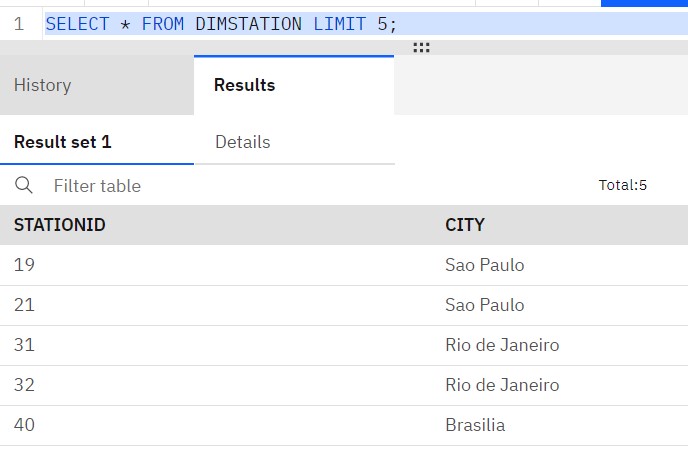 1 SELECT * FROM DIMSTATION LIMIT 5;
History Results
Result set 1 Details
Filter table Total:5
STATIONID CITY
19 Sao Paulo
21 Sao Paulo
31 Rio de Janeiro
32 Rio de Janeiro
40 Brasilia